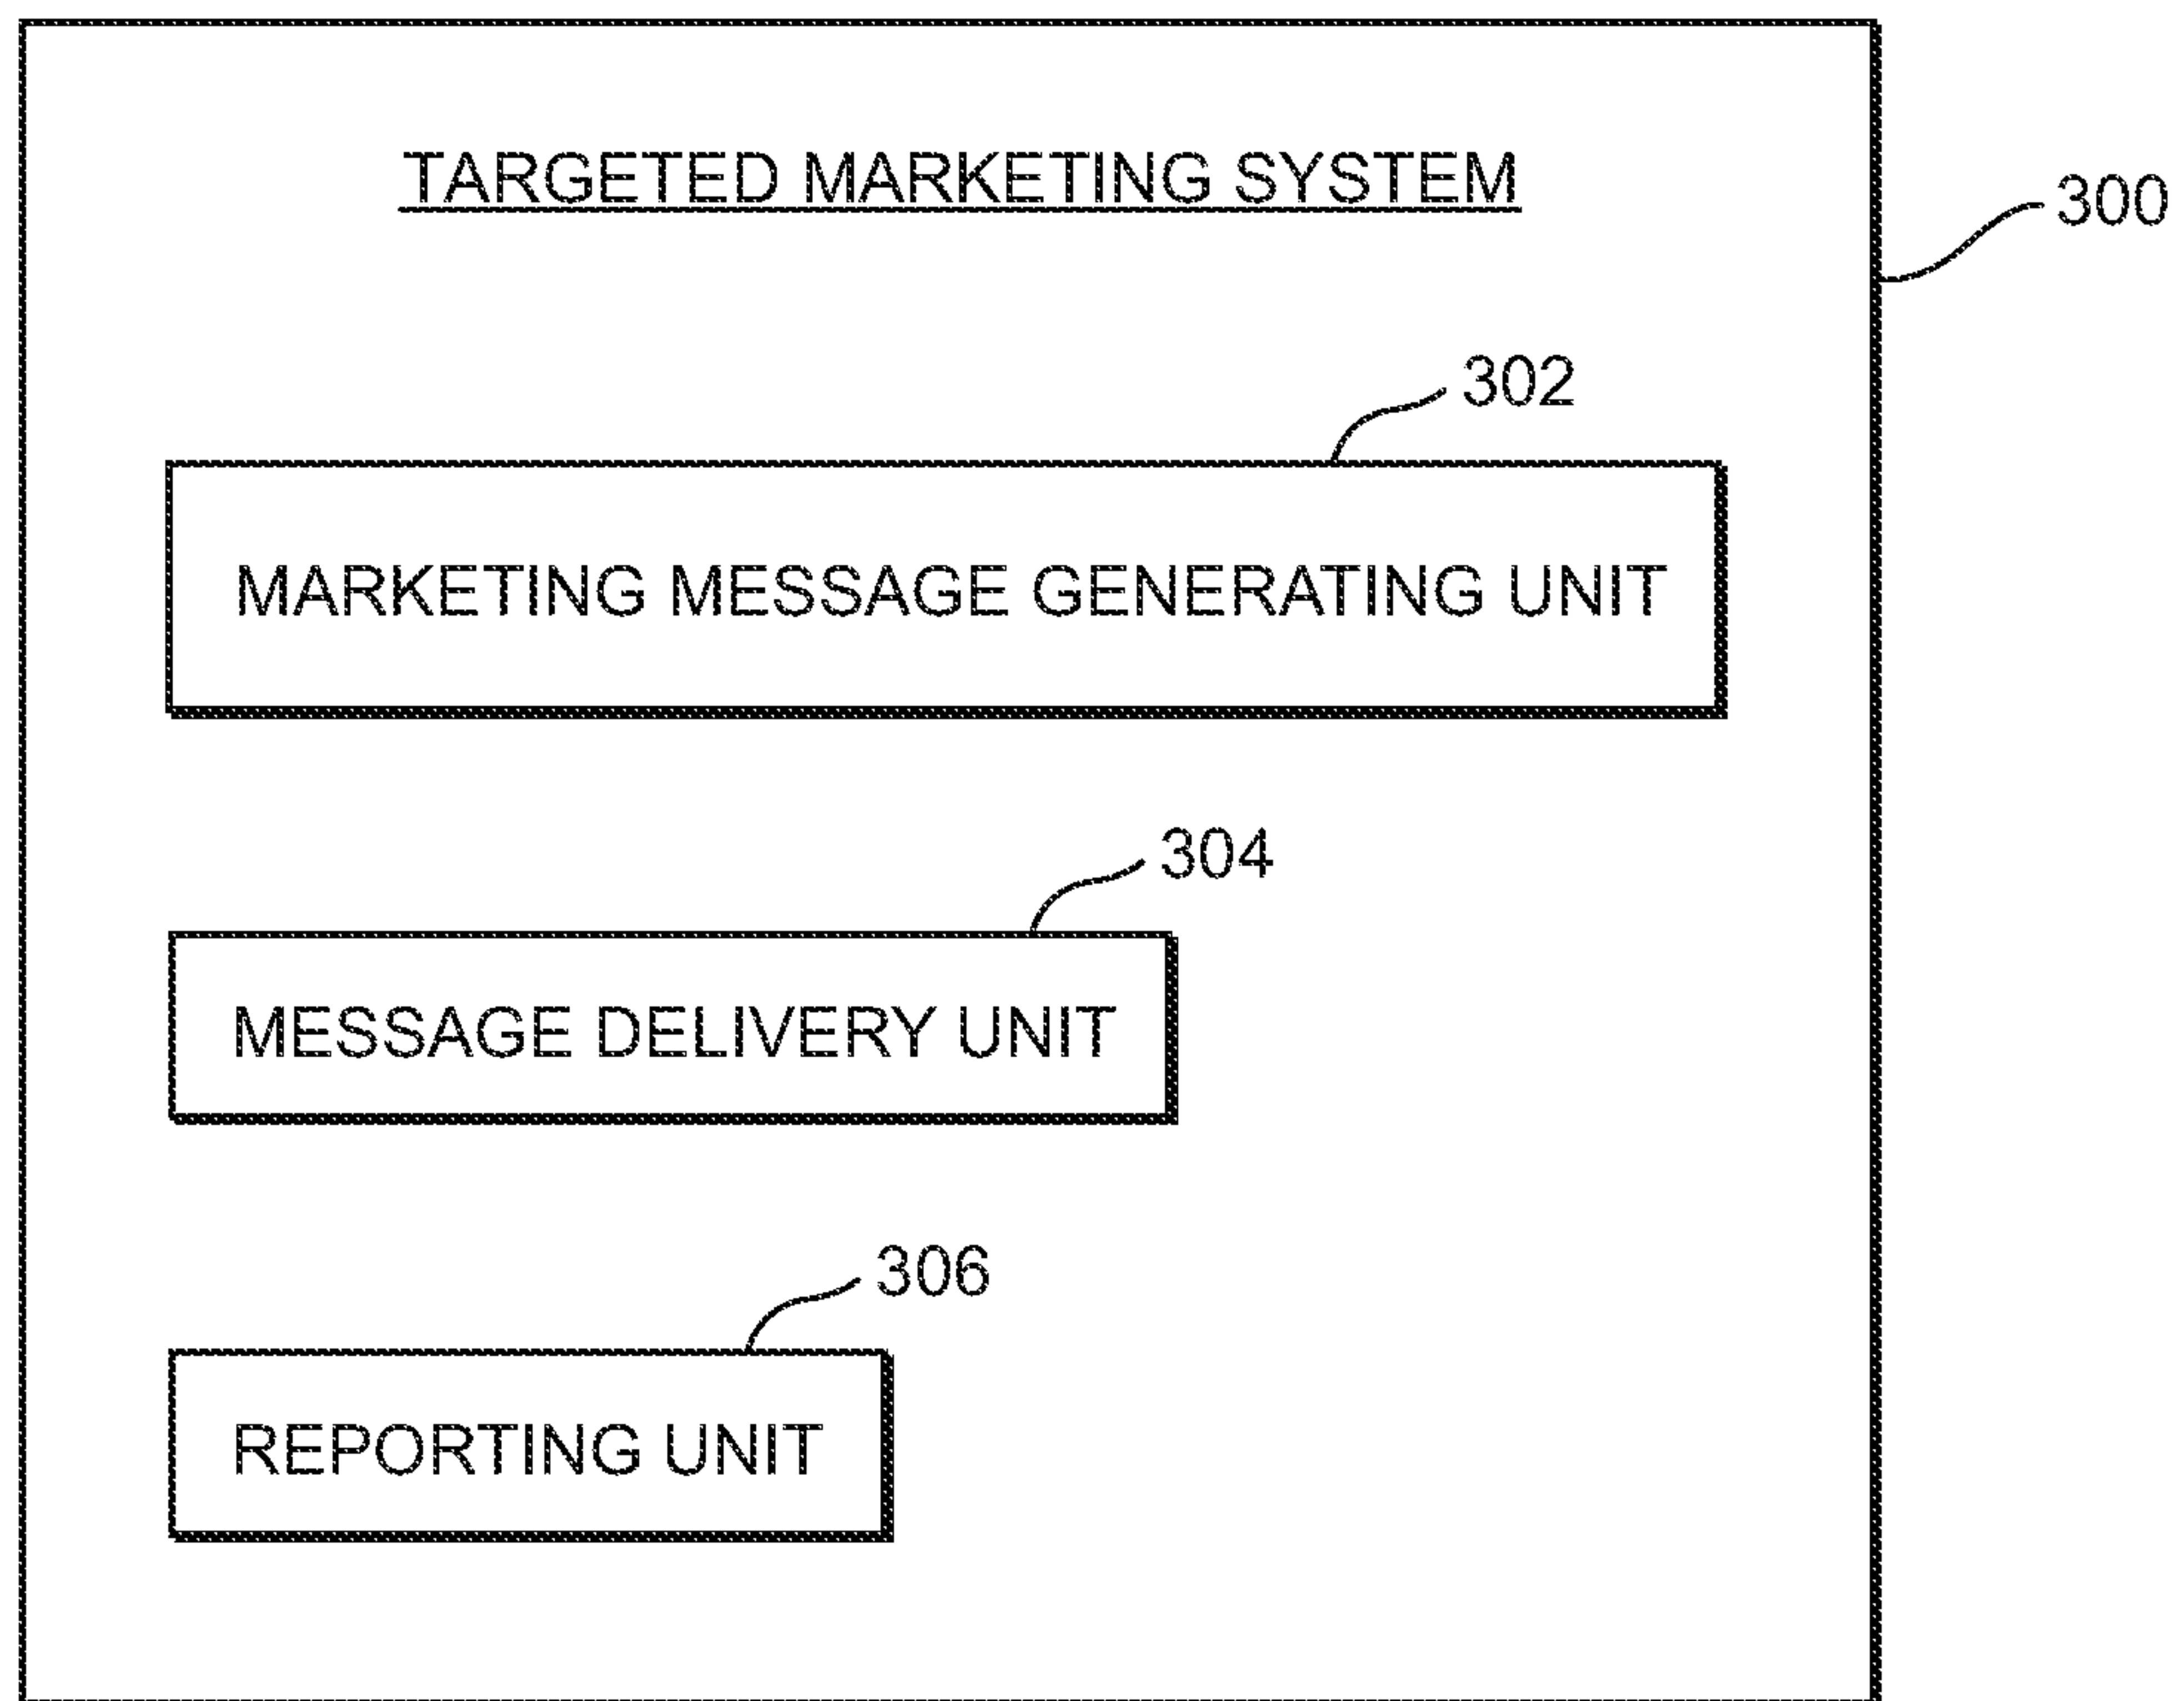 TARGETED MARKETING SYSTEM
300
302
MARKETING MESSAGE GENERATING UNIT
304
MESSAGE DELIVERY UNIT
306
REPORTING UNIT